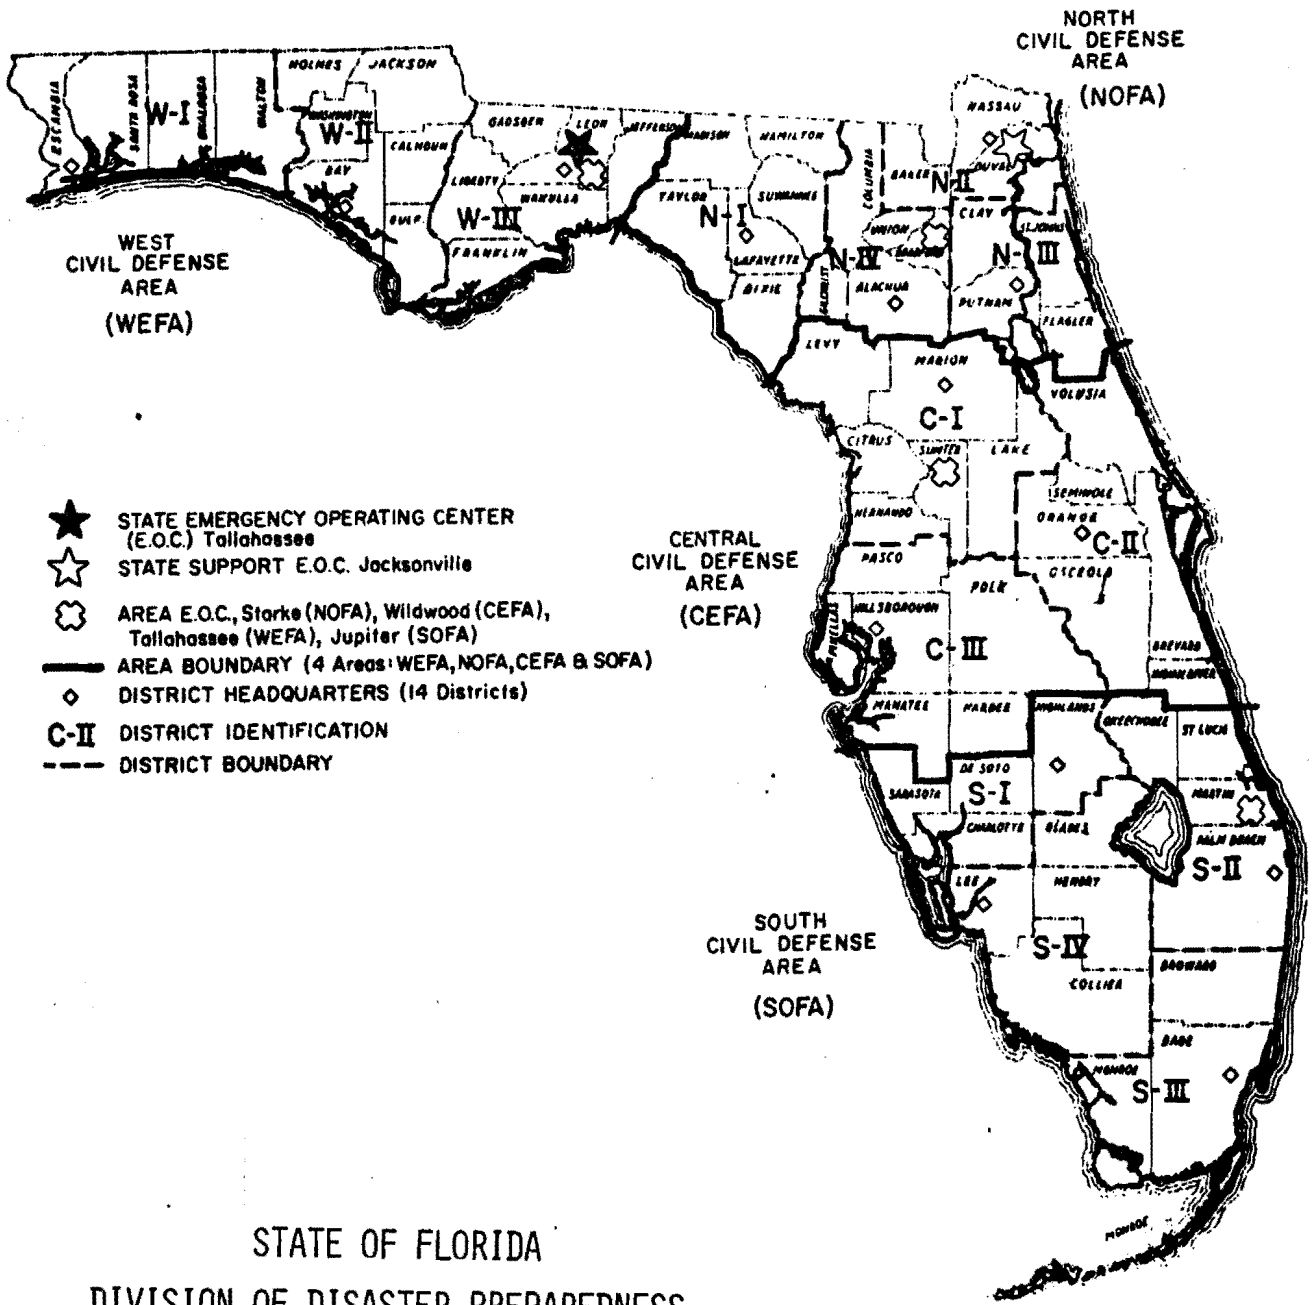 NORTH
CIVIL DEFENSE
AREA
(NOFA)
HOLMES
JACKSON
ESCAMBIA
SANTA ROSA
W-I
OKALOOSA
WALTON
WASHINGTON
W-II
BAY
CALHOUN
GULF
GADSDEN
LEON
JEFFERSON
LIBERTY
WAKULLA
W-III
FRANKLIN
MADISON
HAMILTON
TAYLOR
SUWANNEE
N-I
LAFAYETTE
DIXIE
COLUMBIA
BAKER
NASSAU
DUVAL
N-II
CLAY
ST. JOHNS
UNION
BRADFORD
N-IV
N-III
GILCHRIST
ALACHUA
PUTNAM
FLAGLER
WEST
CIVIL DEFENSE
AREA
(WEFA)
LEVY
MARION
VOLUSIA
C-I
CITRUS
SUMTER
LAKE
SEMINOLE
HERNANDO
ORANGE
C-II
PASCO
POLK
OSCEOLA
STATE EMERGENCY OPERATING CENTER
(E.O.C.) Tallahassee
STATE SUPPORT E.O.C. Jacksonville
AREA E.O.C., Starke (NOFA), Wildwood (CEFA),
Tallahassee (WEFA), Jupiter (SOFA)
AREA BOUNDARY (4 Areas: WEFA, NOFA, CEFA & SOFA)
DISTRICT HEADQUARTERS (14 Districts)
C-II DISTRICT IDENTIFICATION
DISTRICT BOUNDARY
CENTRAL
CIVIL DEFENSE
AREA
(CEFA)
PINELLAS
HILLSBOROUGH
C-III
BREVARD
INDIAN RIVER
MANATEE
HARDEE
HIGHLANDS
OKEECHOBEE
ST LUCIE
SARASOTA
DE SOTO
S-I
MARTIN
CHARLOTTE
GLADES
PALM BEACH
S-II
LEE
HENDRY
S-IV
COLLIER
BROWARD
DADE
MONROE
S-III
SOUTH
CIVIL DEFENSE
AREA
(SOFA)
MONROE
STATE OF FLORIDA
DIVISION OF DISASTER PREPAREDNESS